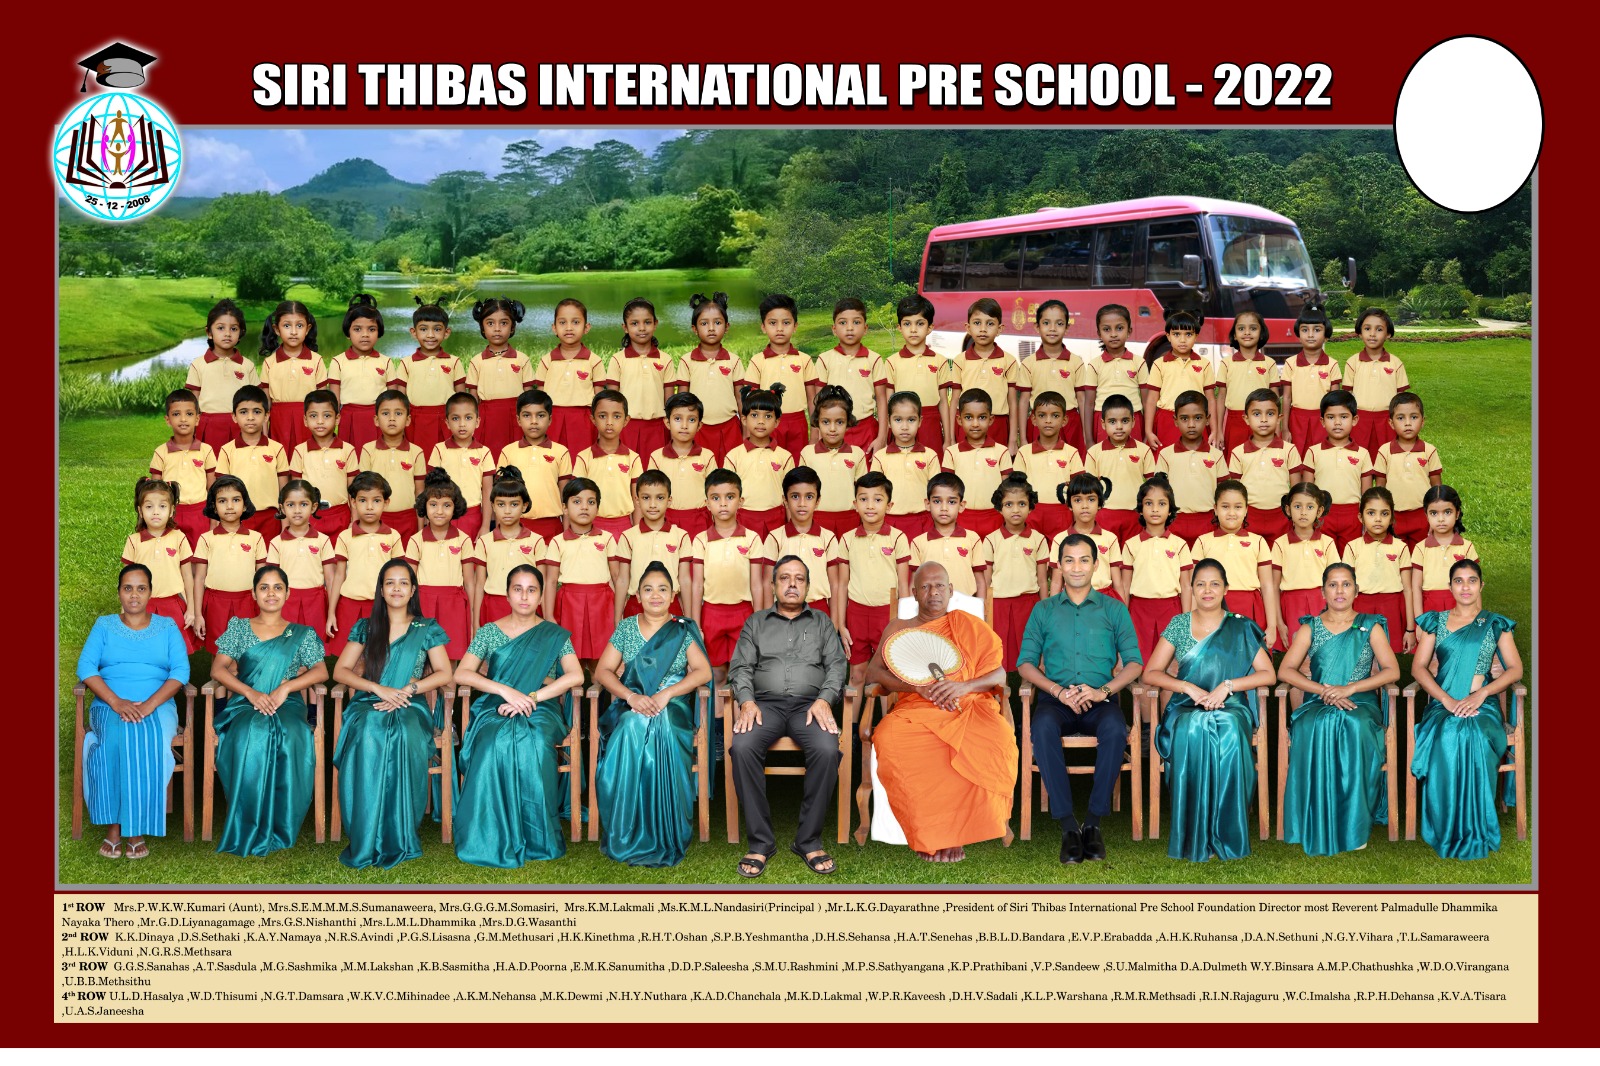 SIRI THIBAS INTERNATIONAL PRE SCHOOL - 2022
25 - 12 - 2008
1st ROW Mrs.P.W.K.W.Kumari (Aunt), Mrs.S.E.M.M.M.S.Sumanaweera, Mrs.G.G.G.M.Somasiri, Mrs.K.M.Lakmali ,Ms.K.M.L.Nandasiri(Principal ) ,Mr.L.K.G.Dayarathne ,President of Siri Thibas International Pre School Foundation Director most Reverent Palmadulle Dhammika
Nayaka Thero ,Mr.G.D.Liyanagamage ,Mrs.G.S.Nishanthi ,Mrs.L.M.L.Dhammika ,Mrs.D.G.Wasanthi
2nd ROW K.K.Dinaya ,D.S.Sethaki ,K.A.Y.Namaya ,N.R.S.Avindi ,P.G.S.Lisasna ,G.M.Methusari ,H.K.Kinethma ,R.H.T.Oshan ,S.P.B.Yeshmantha ,D.H.S.Sehansa ,H.A.T.Senehas ,B.B.L.D.Bandara ,E.V.P.Erabadda ,A.H.K.Ruhansa ,D.A.N.Sethuni ,N.G.Y.Vihara ,T.L.Samaraweera
,H.L.K.Viduni ,N.G.R.S.Methsara
3rd ROW G.G.S.Sanahas ,A.T.Sasdula ,M.G.Sashmika ,M.M.Lakshan ,K.B.Sasmitha ,H.A.D.Poorna ,E.M.K.Sanumitha ,D.D.P.Saleesha ,S.M.U.Rashmini ,M.P.S.Sathyangana ,K.P.Prathibani ,V.P.Sandeew ,S.U.Malmitha D.A.Dulmeth W.Y.Binsara A.M.P.Chathushka ,W.D.O.Virangana
,U.B.B.Methsithu
4th ROW U.L.D.Hasalya ,W.D.Thisumi ,N.G.T.Damsara ,W.K.V.C.Mihinadee ,A.K.M.Nehansa ,M.K.Dewmi ,N.H.Y.Nuthara ,K.A.D.Chanchala ,M.K.D.Lakmal ,W.P.R.Kaveesh ,D.H.V.Sadali ,K.L.P.Warshana ,R.M.R.Methsadi ,R.I.N.Rajaguru ,W.C.Imalsha ,R.P.H.Dehansa ,K.V.A.Tisara
,U.A.S.Janeesha